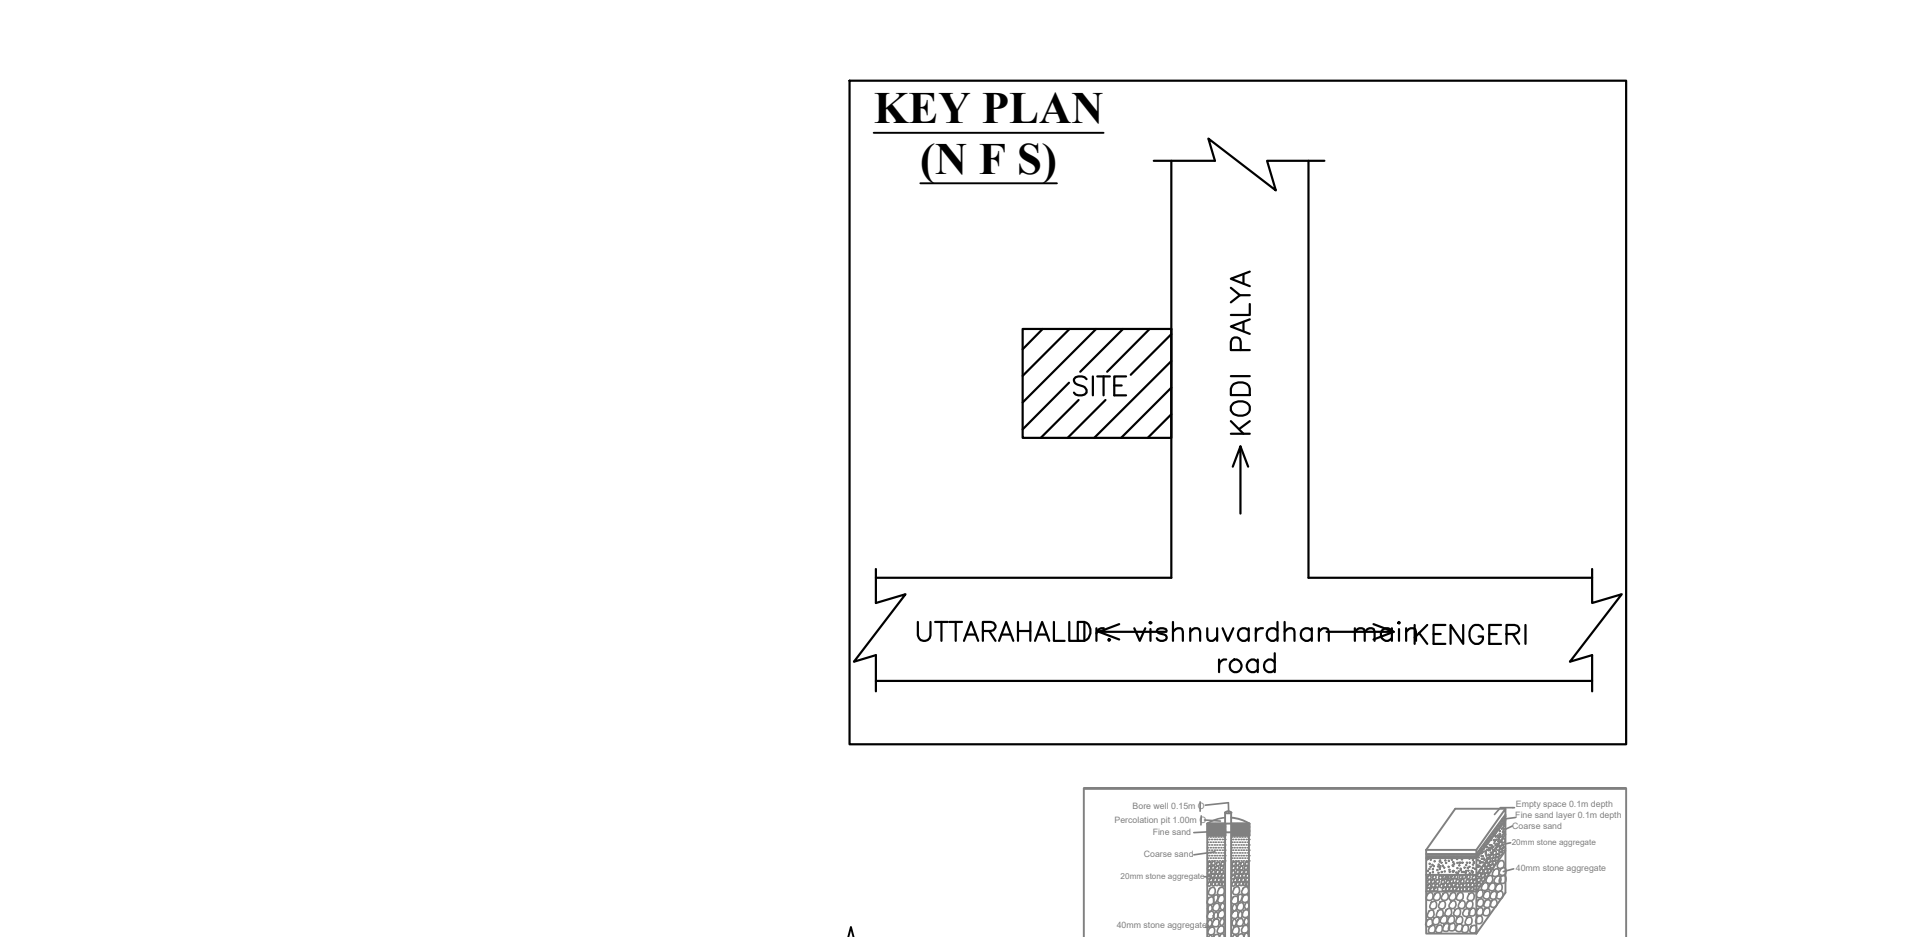 KEY PLAN
(N F S)
KODI PALYA
SITE
UTTARAHALLI
Dr. vishnuvardhan main
road
KENGERI
Bore well 0.15m
Percolation pit 1.00m
Fine sand
Coarse sand
20mm stone aggregate
40mm stone aggregate
Empty space 0.1m depth
Fine sand layer 0.1m depth
Coarse sand
20mm stone aggregate
40mm stone aggregate